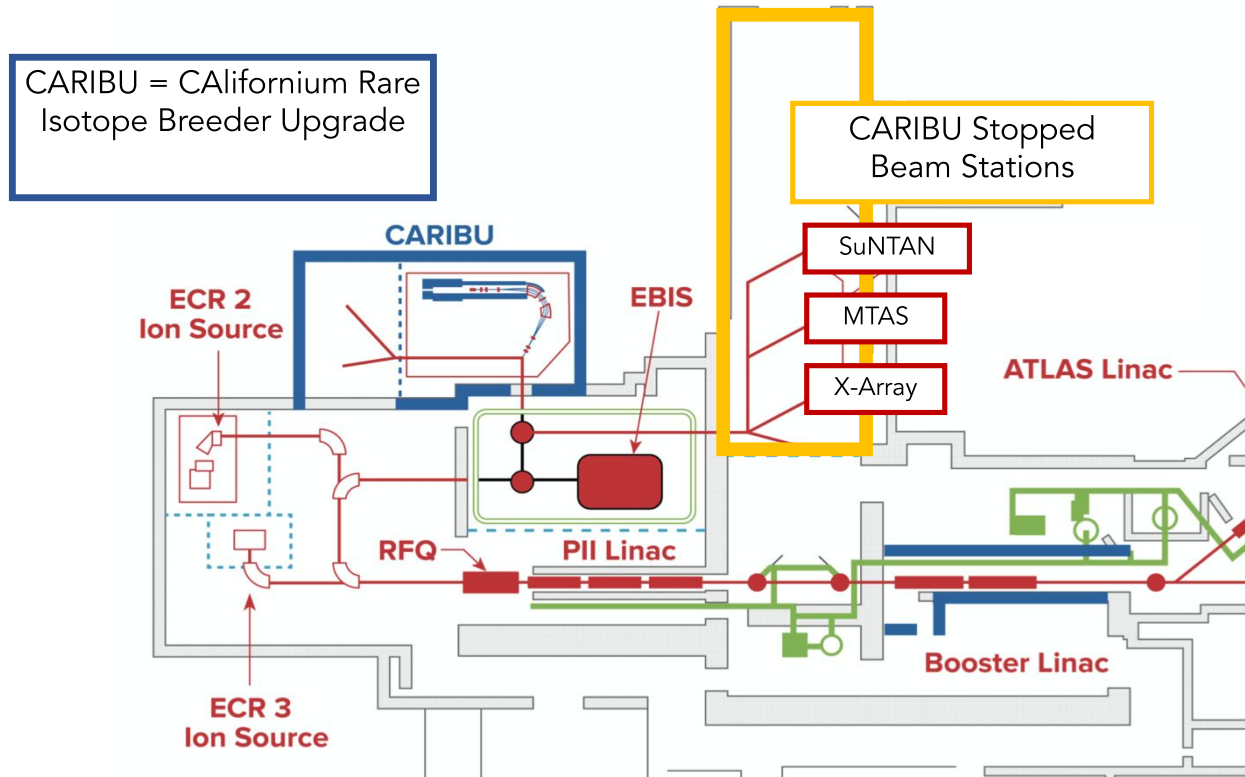 CARIBU = CAlifornium Rare
Isotope Breeder Upgrade
CARIBU Stopped
Beam Stations
CARIBU
SuNTAN
ECR 2
Ion Source
EBIS
MTAS
ATLAS Linac
X-Array
RFQ
PII Linac
Booster Linac
ECR 3
Ion Source